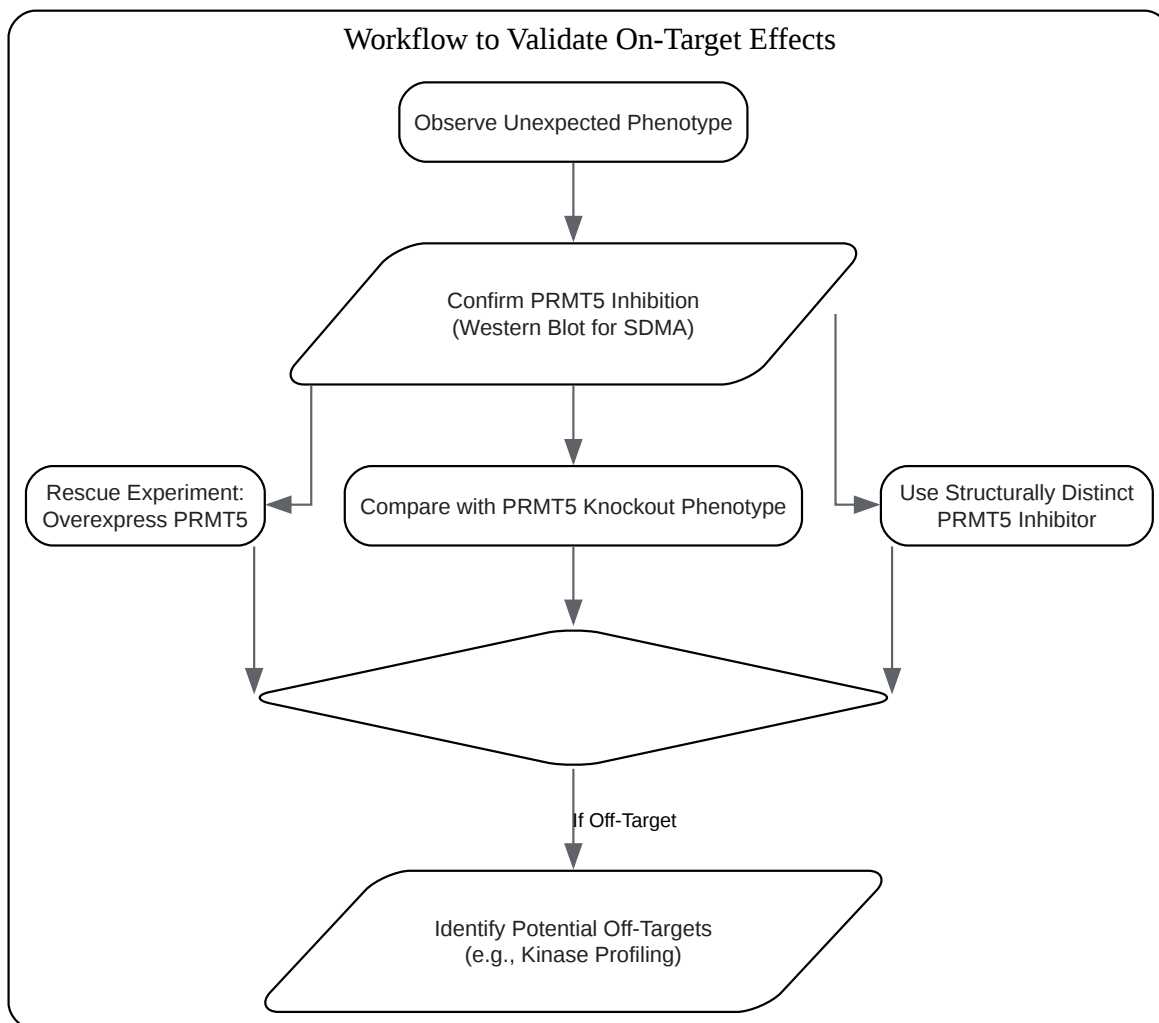 Workflow to Validate On-Target Effects
Observe Unexpected Phenotype
Confirm PRMT5 Inhibition
(Western Blot for SDMA)
Rescue Experiment:
Overexpress PRMT5
Compare with PRMT5 Knockout Phenotype
Use Structurally Distinct
PRMT5 Inhibitor
If Off-Target
Identify Potential Off-Targets
(e.g., Kinase Profiling)